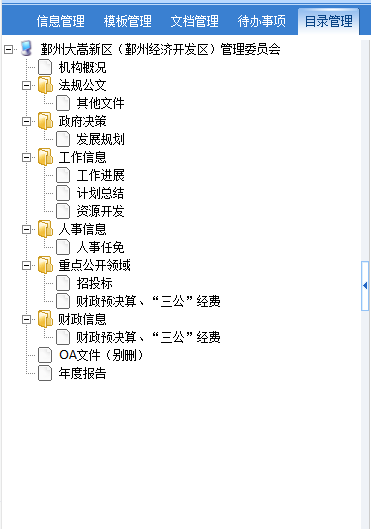 信息管理 模板管理 文档管理 待办事项 目录管理
鄞州大嵩新区（鄞州经济开发区）管理委员会
机构概况
法规公文
其他文件
政府决策
发展规划
工作信息
工作进展
计划总结
资源开发
人事信息
人事任免
重点公开领域
招投标
财政预决算、“三公”经费
财政信息
财政预决算、“三公”经费
OA文件（别删）
年度报告